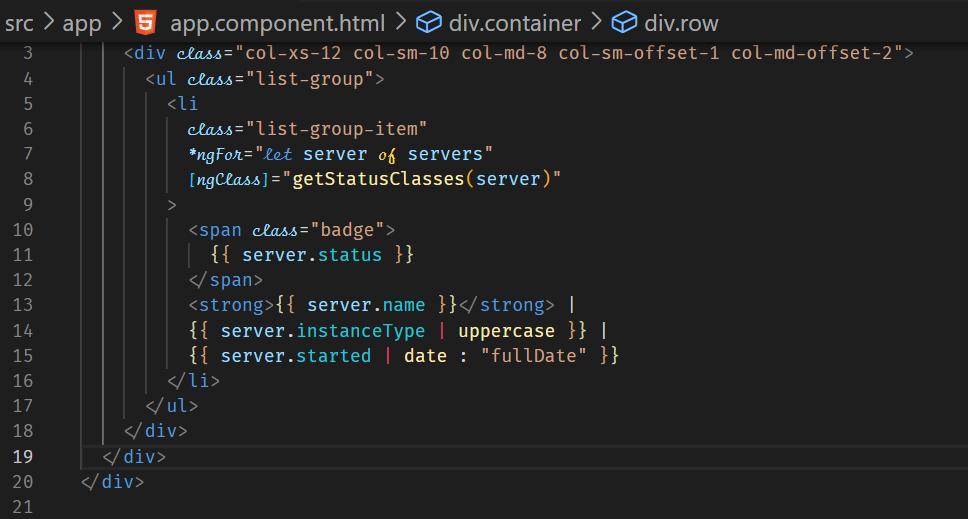 src > app > app.component.html > div.container > div.row
3 <div class="col-xs-12 col-sm-10 col-md-8 col-sm-offset-1 col-md-offset-2">
4 <ul class="list-group">
5 <li
6 class="list-group-item"
7 *ngFor="let server of servers"
8 [ngClass]="getStatusClasses(server)"
9 >
10 <span class="badge">
11 {{ server.status }}
12 </span>
13 <strong>{{ server.name }}</strong> |
14 {{ server.instanceType | uppercase }} |
15 {{ server.started | date : "fullDate" }}
16 </li>
17 </ul>
18 </div>
19 </div>
20 </div>
21